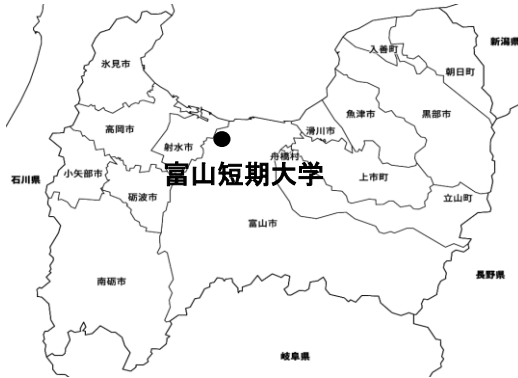 新潟県
入善町
朝日町
氷見市
魚津市
黒部市
高岡市
滑川市
射水市
舟橋村
富山短期大学
石川県
小矢部市
上市町
砺波市
立山町
富山市
長野県
南砺市
岐阜県